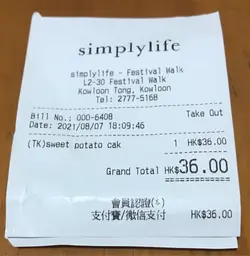 simplylife
simplylife - Festival Walk
L2-30 Festival Walk
Kowloon Tong, Kowloon
Tel: 2777-5168
Bill No.: 000-6408 Take Out
Date: 2021/08/07 18:09:46
(TK)sweet potato cak 1 HK$36.00
Grand Total HK$36.00
會員認證(%)
支付寶/微信支付 HK$36.00